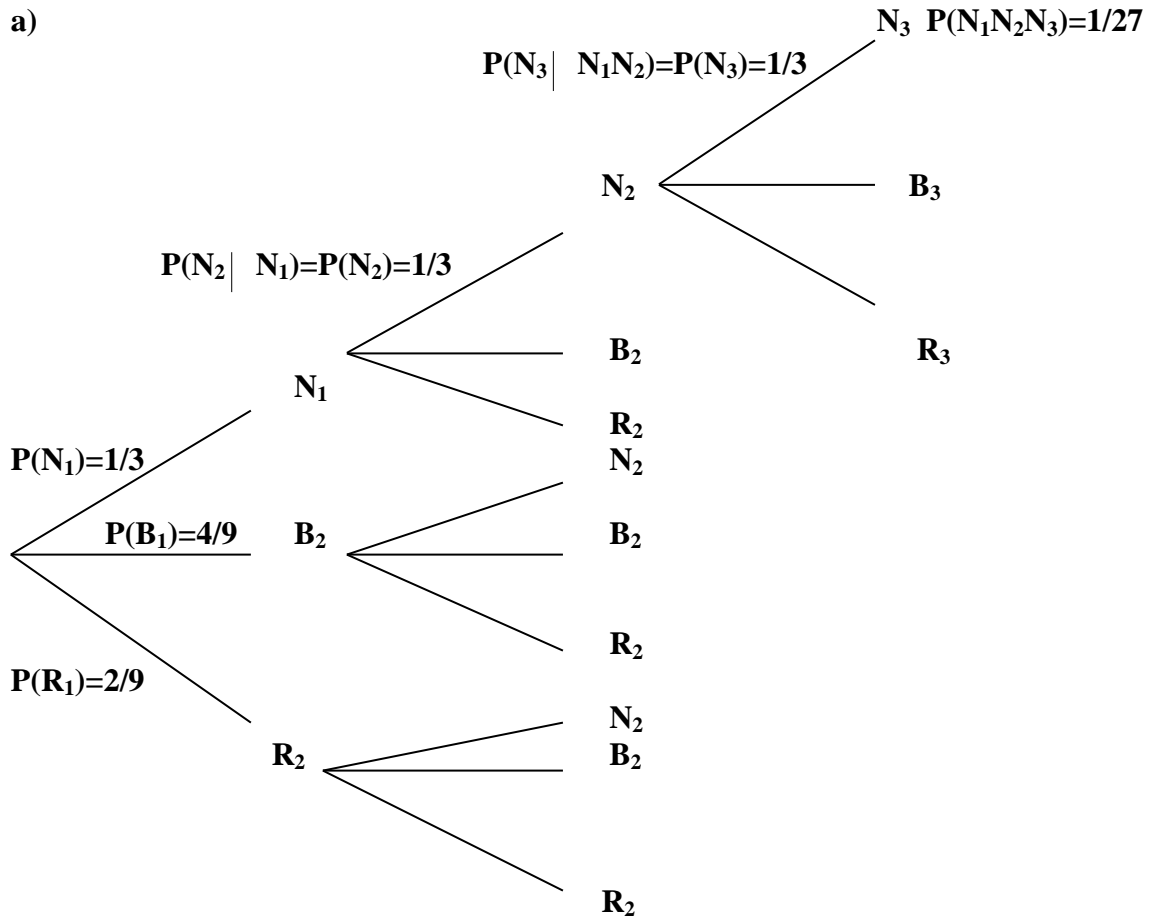 a)
N₃ P(N₁N₂N₃)=1/27
P(N₃| N₁N₂)=P(N₃)=1/3
N₂ B₃
P(N₂| N₁)=P(N₂)=1/3
B₂ R₃
N₁
R₂
P(N₁)=1/3 N₂
P(B₁)=4/9 B₂ B₂
R₂
P(R₁)=2/9
N₂
R₂ B₂
R₂